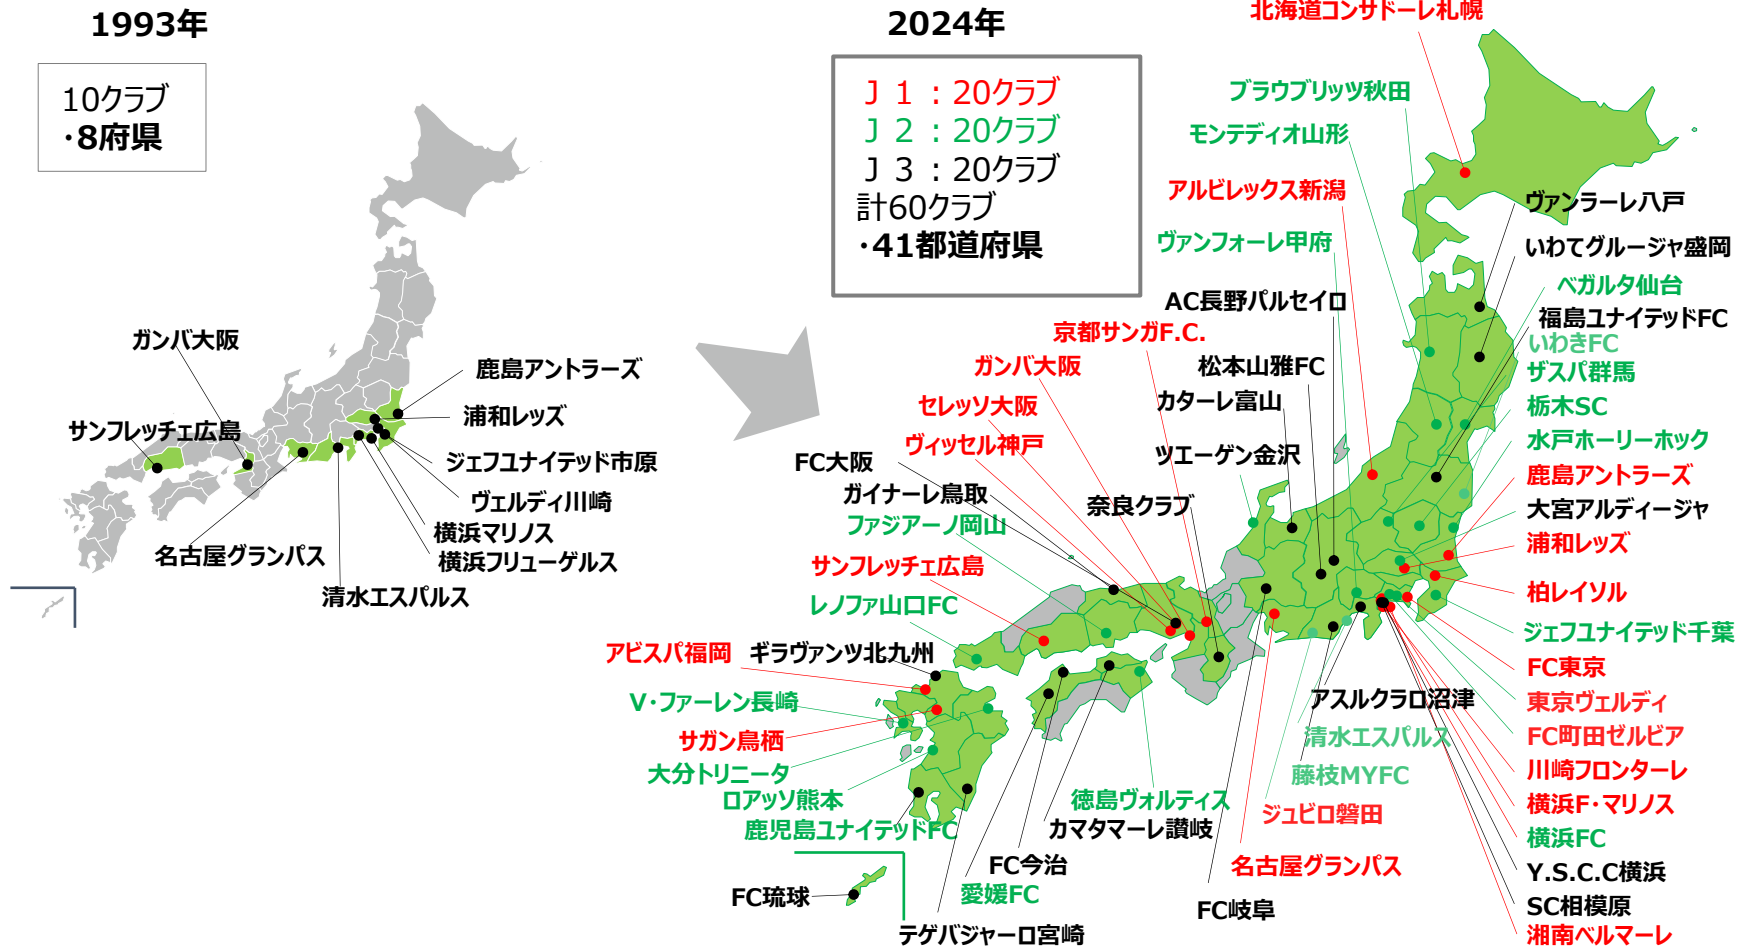 1993年
10クラブ
・8府県
ガンバ大阪
鹿島アントラーズ
浦和レッズ
サンフレッチェ広島
ジェフユナイテッド市原
ヴェルディ川崎
横浜マリノス
名古屋グランパス
横浜フリューゲルス
清水エスパルス
2024年
J 1 : 20クラブ
J 2 : 20クラブ
J 3 : 20クラブ
計60クラブ
・41都道府県
北海道コンサドーレ札幌
ブラウブリッツ秋田
モンテディオ山形
アルビレックス新潟
ヴァンフォーレ甲府
AC長野パルセイロ
京都サンガF.C.
ガンバ大阪
松本山雅FC
セレッソ大阪
カターレ富山
ヴィッセル神戸
ツエーゲン金沢
FC大阪
ガイナーレ鳥取
奈良クラブ
ファジアーノ岡山
サンフレッチェ広島
レノファ山口FC
アビスパ福岡
ギラヴァンツ北九州
V・ファーレン長崎
サガン鳥栖
大分トリニータ
ロアッソ熊本
鹿児島ユナイテッドFC
FC琉球
テゲバジャーロ宮崎
FC今治
愛媛FC
カマタマーレ讃岐
徳島ヴォルティス
FC岐阜
名古屋グランパス
ジュビロ磐田
藤枝MYFC
清水エスパルス
アスルクラロ沼津
ヴァンラーレ八戸
いわてグルージャ盛岡
ベガルタ仙台
福島ユナイテッドFC
いわきFC
ザスパ群馬
栃木SC
水戸ホーリーホック
鹿島アントラーズ
大宮アルディージャ
浦和レッズ
柏レイソル
ジェフユナイテッド千葉
FC東京
東京ヴェルディ
FC町田ゼルビア
川崎フロンターレ
横浜F・マリノス
横浜FC
Y.S.C.C横浜
SC相模原
湘南ベルマーレ